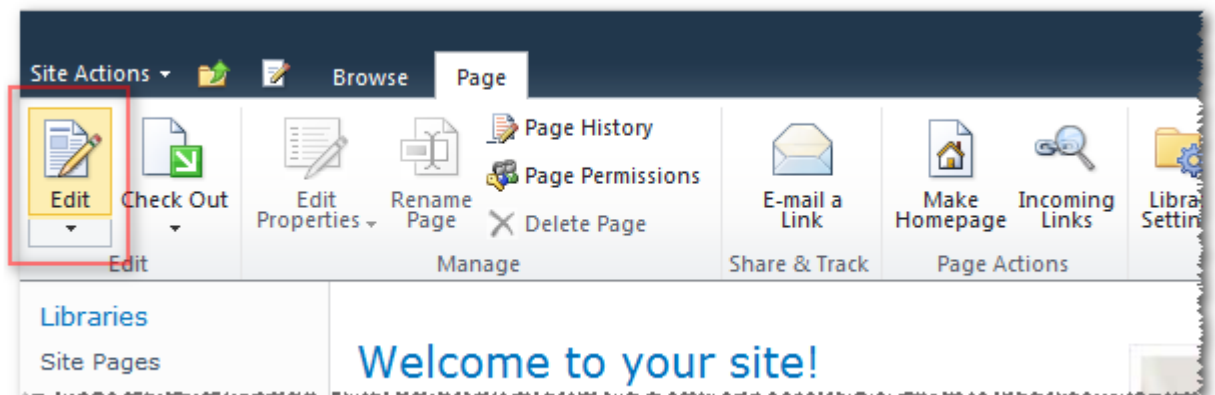 Site Actions Browse Page
Edit
Check Out
Edit
Properties
Rename
Page
Page History
Page Permissions
Delete Page
E-mail a
Link
Make
Homepage
Incoming
Links
Edit
Manage
Share & Track
Page Actions
Libraries
Site Pages
Welcome to your site!